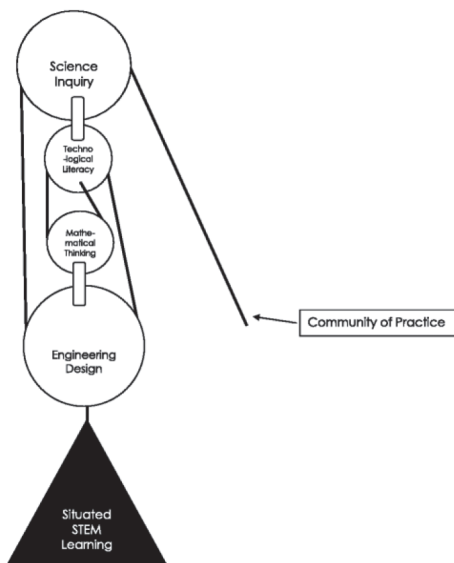 Science
Inquiry
Techno
-logical
Literacy
Mathe-
matical
Thinking
Engineering
Design
Community of Practice
Situated
STEM
Learning